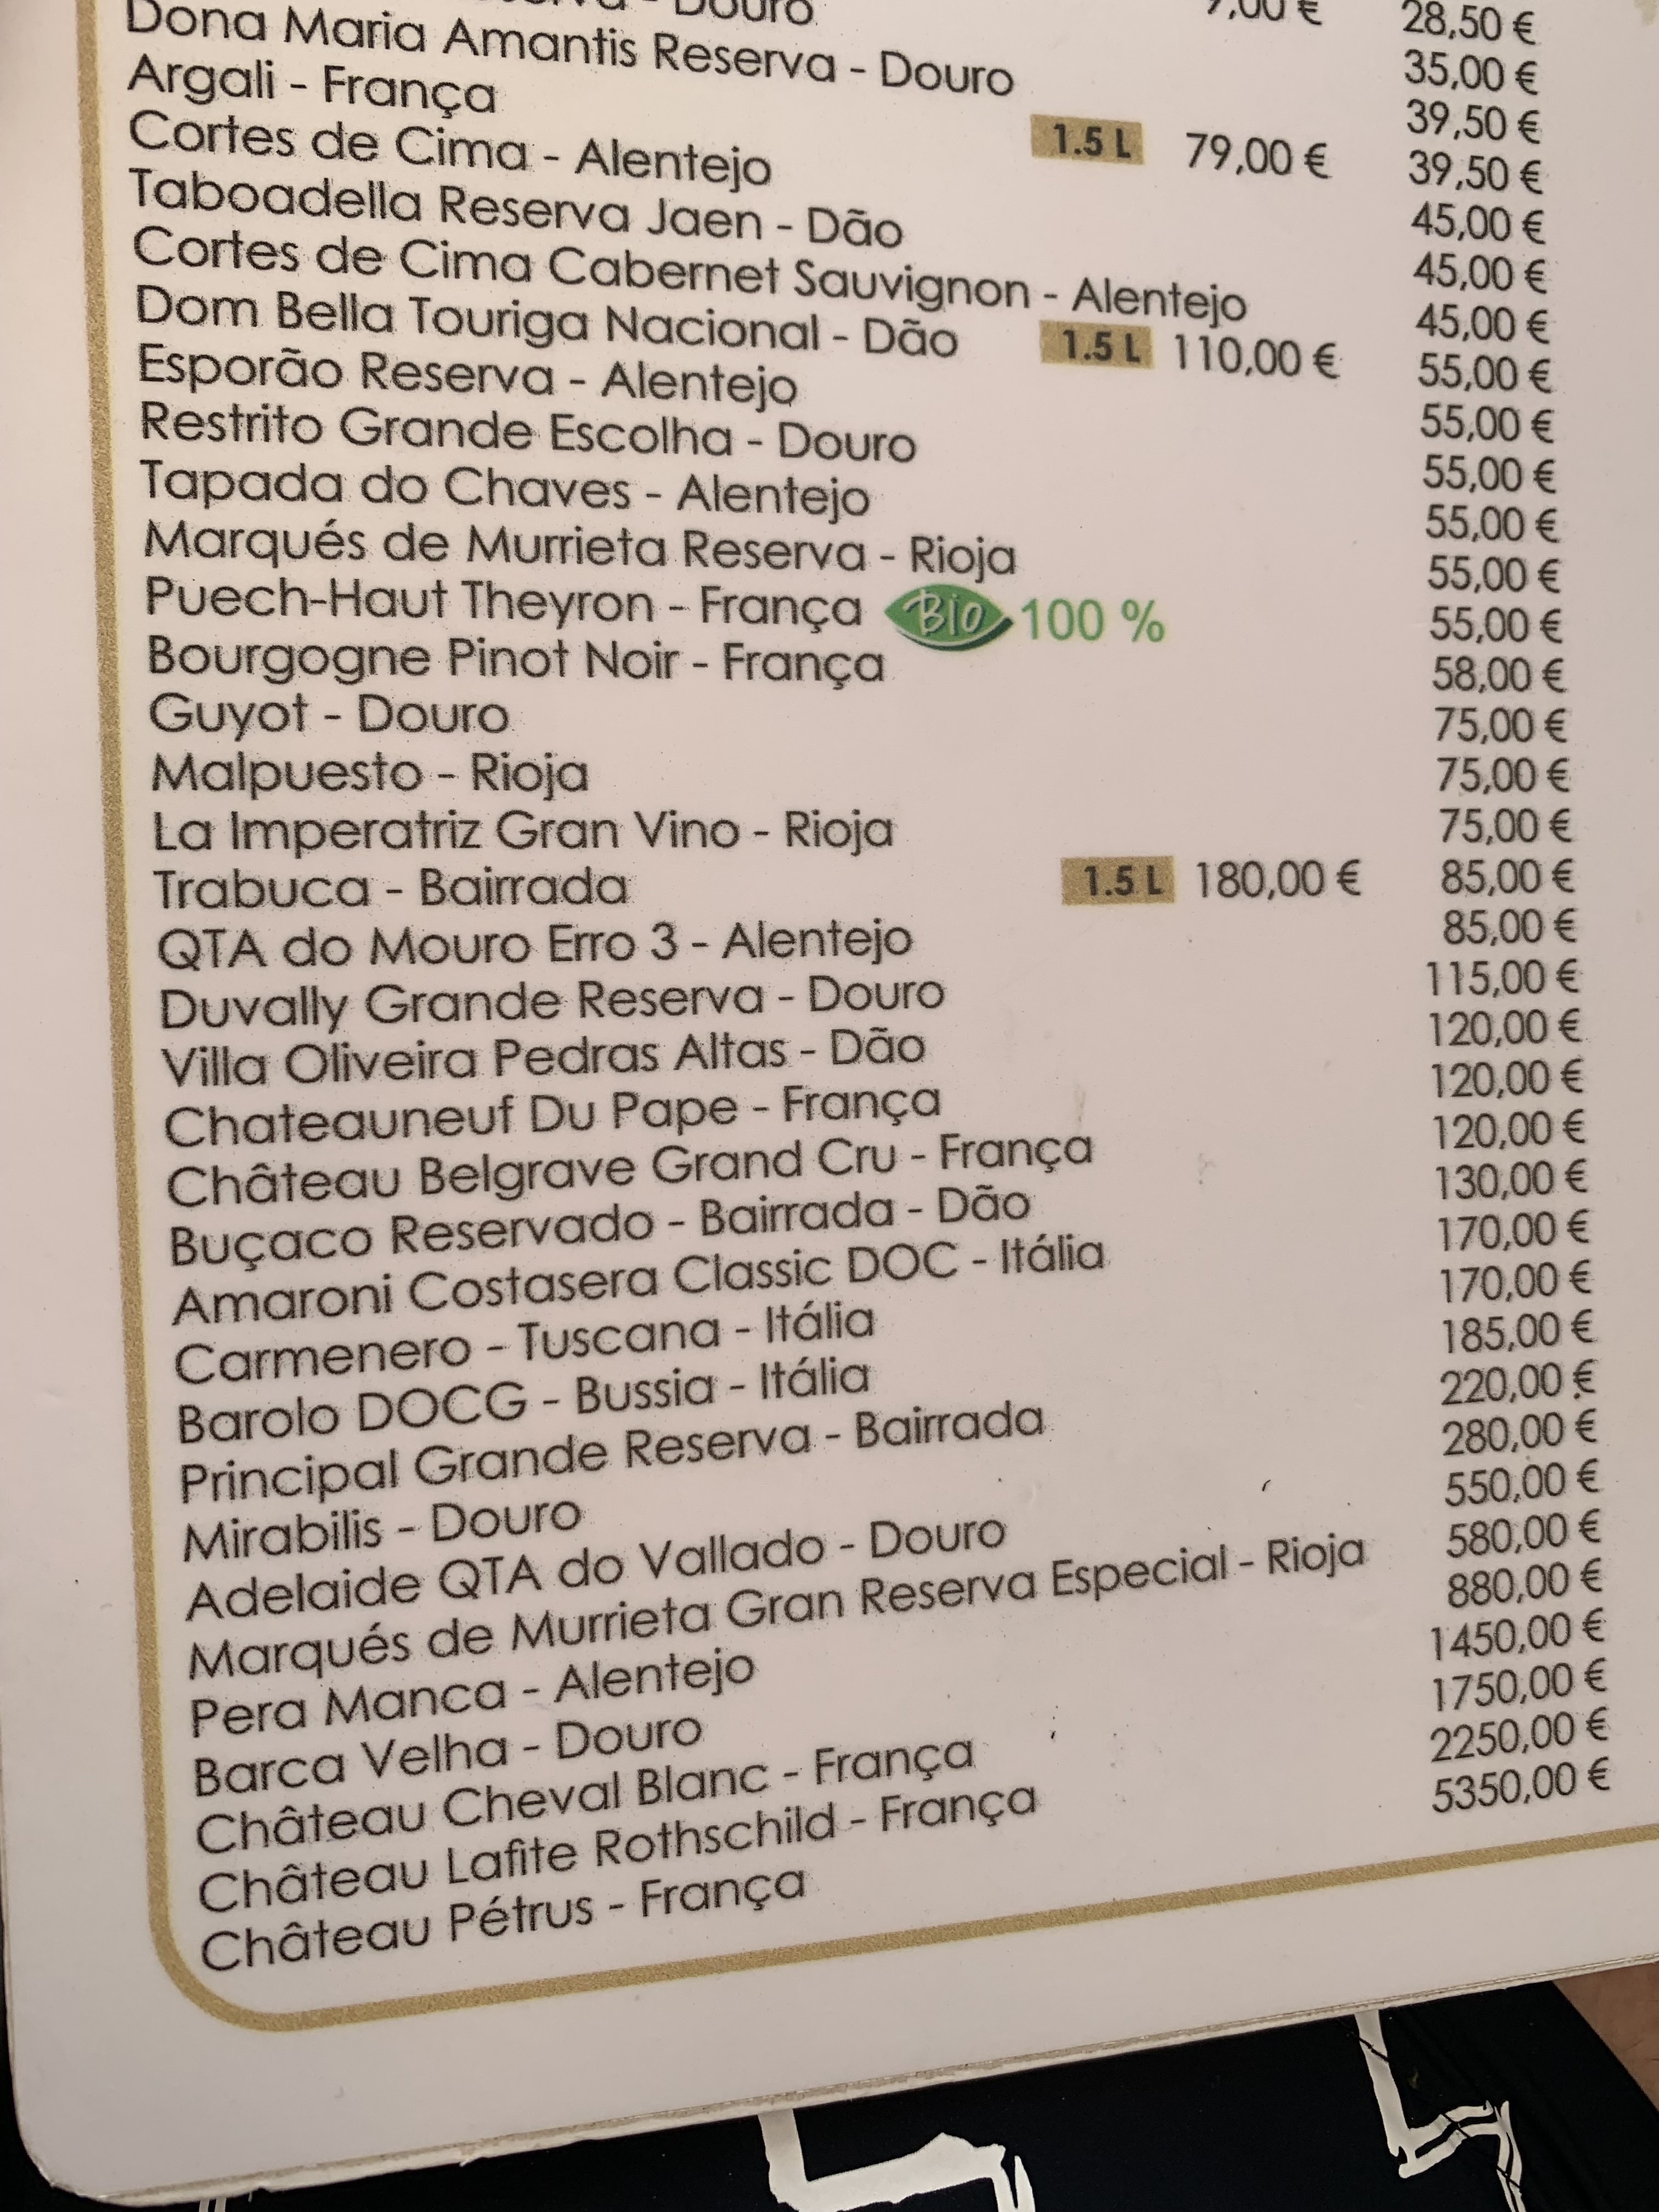 28,50 €
Douro 35,00 €
Dona Maria Amantis Reserva - Douro 39,50 €
Argali - França 1.5 L 79,00 € 39,50 €
Cortes de Cima - Alentejo 45,00 €
Taboadella Reserva Jaen - Dão 45,00 €
Cortes de Cima Cabernet Sauvignon - Alentejo 45,00 €
Dom Bella Touriga Nacional - Dão 1.5 L 110,00 € 55,00 €
Esporão Reserva - Alentejo 55,00 €
Restrito Grande Escolha - Douro 55,00 €
Tapada do Chaves - Alentejo 55,00 €
Marqués de Murrieta Reserva - Rioja 55,00 €
Puech-Haut Theyron - França BIO 100 % 55,00 €
Bourgogne Pinot Noir - França 58,00 €
Guyot - Douro 75,00 €
Malpuesto - Rioja 75,00 €
La Imperatriz Gran Vino - Rioja 75,00 €
Trabuca - Bairrada 1.5 L 180,00 € 85,00 €
QTA do Mouro Erro 3 - Alentejo 85,00 €
Duvally Grande Reserva - Douro 115,00 €
Villa Oliveira Pedras Altas - Dão 120,00 €
Chateauneuf Du Pape - França 120,00 €
Château Belgrave Grand Cru - França 120,00 €
Buçaco Reservado - Bairrada - Dão 130,00 €
Amaroni Costasera Classic DOC - Itália 170,00 €
Carmenero - Tuscana - Itália 170,00 €
Barolo DOCG - Bussia - Itália 185,00 €
Principal Grande Reserva - Bairrada 220,00 €
Mirabilis - Douro 280,00 €
Adelaide QTA do Vallado - Douro 550,00 €
Marqués de Murrieta Gran Reserva Especial - Rioja 580,00 €
Pera Manca - Alentejo 880,00 €
Barca Velha - Douro 1450,00 €
Château Cheval Blanc - França 1750,00 €
Château Lafite Rothschild - França 2250,00 €
Château Pétrus - França 5350,00 €